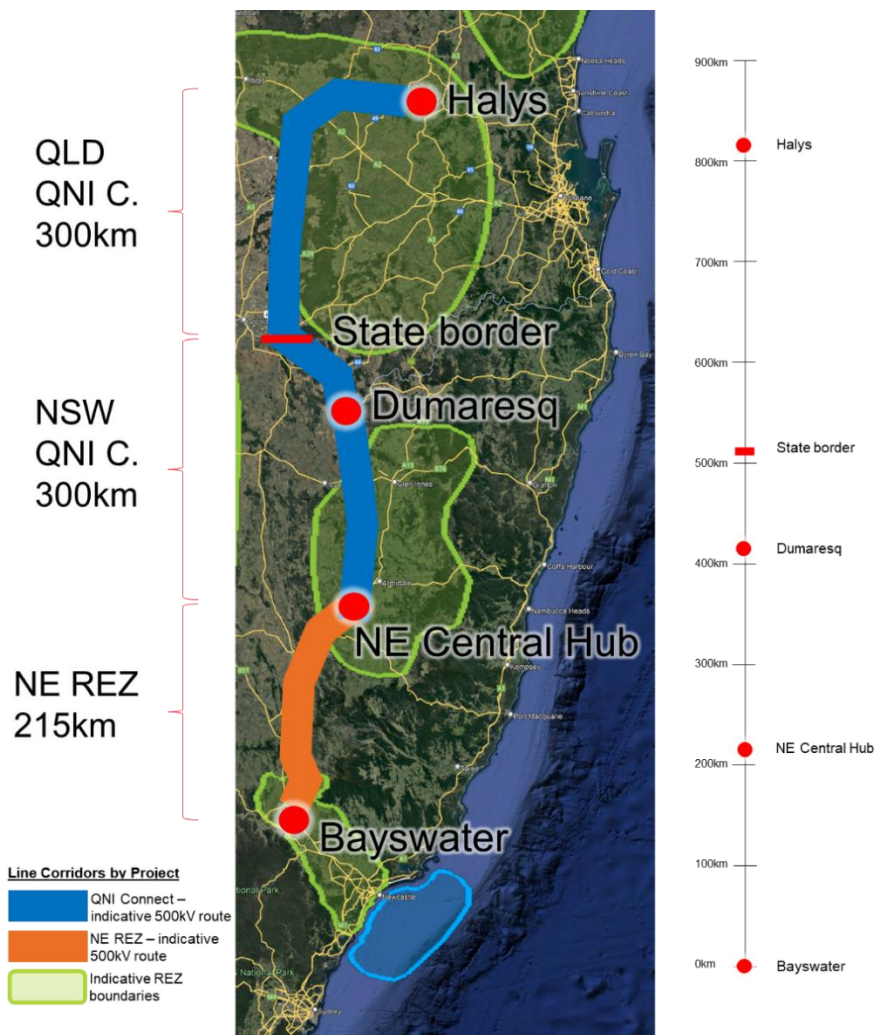 QLD
QNI C.
300km
NSW
QNI C.
300km
NE REZ
215km
Line Corridors by Project
QNI Connect –
indicative 500kV
route
NE REZ – indicative
500kV route
Indicative REZ
boundaries
Halys
State border
Dumaresq
NE Central Hub
Bayswater
Noosa Heads
Sunshine Coast
Caloundra
Brisbane
Gold Coast
Byron Bay
Glen Innes
Grafton
Coffs Harbour
Armidale
Nambucca Heads
Kempsey
Port Macquarie
Taree
Newcastle
Sydney
900km
800km
700km
600km
500km
400km
300km
200km
100km
0km
Halys
State border
Dumaresq
NE Central Hub
Bayswater